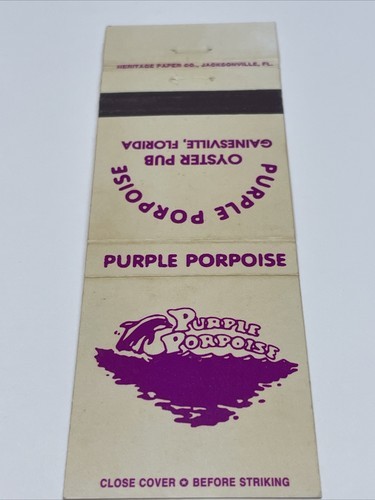 HERITAGE PAPER CO., JACKSONVILLE, FL.
PURPLE PORPOISE
OYSTER PUB
GAINESVILLE, FLORIDA
PURPLE PORPOISE
PURPLE
PORPOISE
CLOSE COVER ✪ BEFORE STRIKING